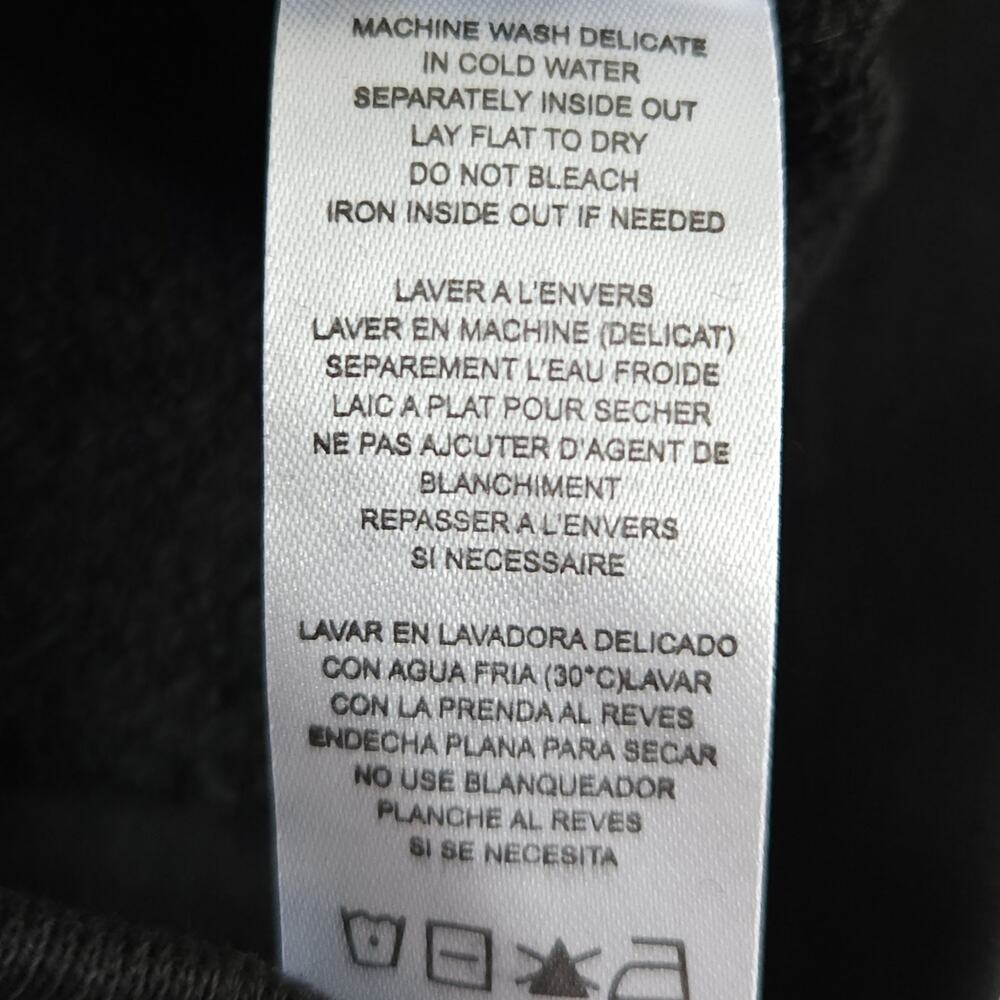 MACHINE WASH DELICATE
IN COLD WATER
SEPARATELY INSIDE OUT
LAY FLAT TO DRY
DO NOT BLEACH
IRON INSIDE OUT IF NEEDED
LAVER A L'ENVERS
LAVER EN MACHINE (DELICAT)
SEPAREMENT L'EAU FROIDE
LAIC A PLAT POUR SECHER
NE PAS AJCUTER D'AGENT DE
BLANCHIMENT
REPASSER A L'ENVERS
SI NECESSAIRE
LAVAR EN LAVADORA DELICADO
CON AGUA FRIA (30°C)LAVAR
CON LA PRENDA AL REVES
ENDECHA PLANA PARA SECAR
NO USE BLANQUEADOR
PLANCHE AL REVES
SI SE NECESITA